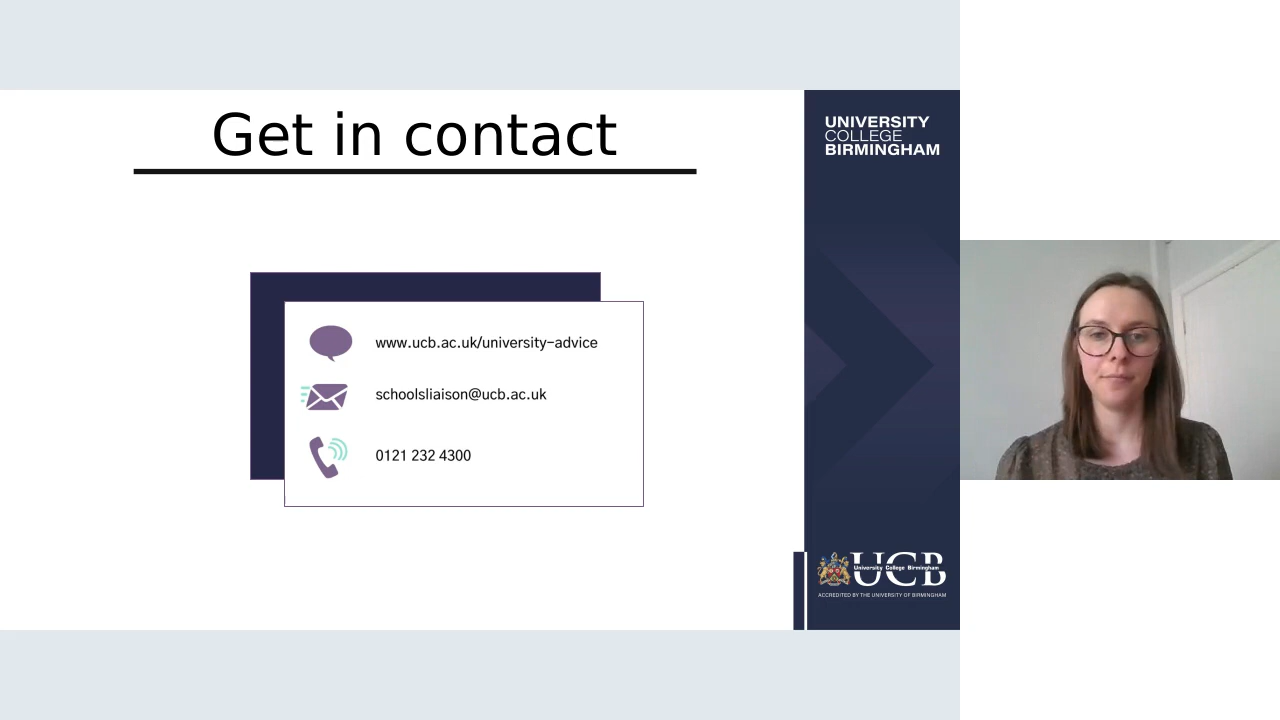 Get in contact
www.ucb.ac.uk/university-advice
schoolsliaison@ucb.ac.uk
0121 232 4300
UNIVERSITY
COLLEGE
BIRMINGHAM
UCB
University College Birmingham
ACCREDITED BY THE UNIVERSITY OF BIRMINGHAM